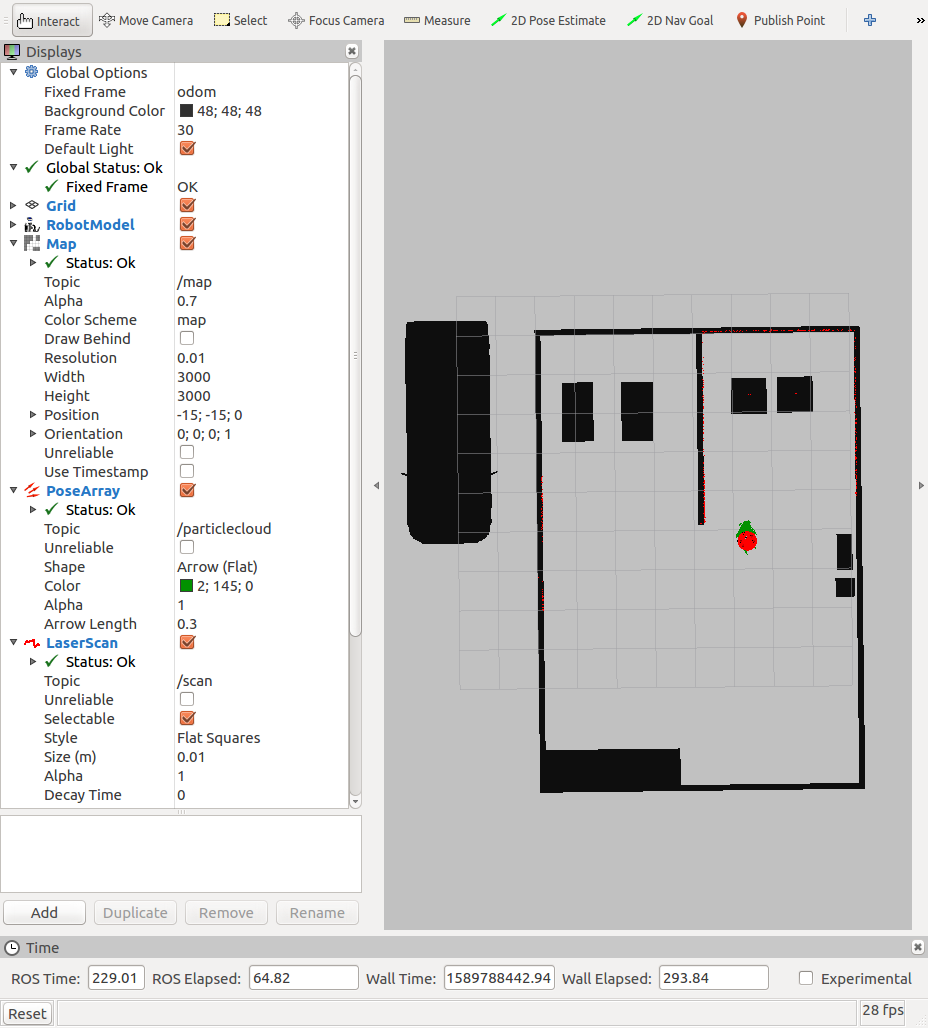 Interact Move Camera Select Focus Camera Measure 2D Pose Estimate 2D Nav Goal Publish Point »
Displays
Global Options
Fixed Frame odom
Background Color 48; 48; 48
Frame Rate 30
Default Light
Global Status: Ok
Fixed Frame OK
Grid
RobotModel
Map
Status: Ok
Topic /map
Alpha 0.7
Color Scheme map
Draw Behind
Resolution 0.01
Width 3000
Height 3000
Position -15; -15; 0
Orientation 0; 0; 0; 1
Unreliable
Use Timestamp
PoseArray
Status: Ok
Topic /particlecloud
Unreliable
Shape Arrow (Flat)
Color 2; 145; 0
Alpha 1
Arrow Length 0.3
LaserScan
Status: Ok
Topic /scan
Unreliable
Selectable
Style Flat Squares
Size (m) 0.01
Alpha 1
Decay Time 0
Add Duplicate Remove Rename
Time
ROS Time: 229.01 ROS Elapsed: 64.82 Wall Time: 1589788442.94 Wall Elapsed: 293.84 Experimental
Reset 28 fps